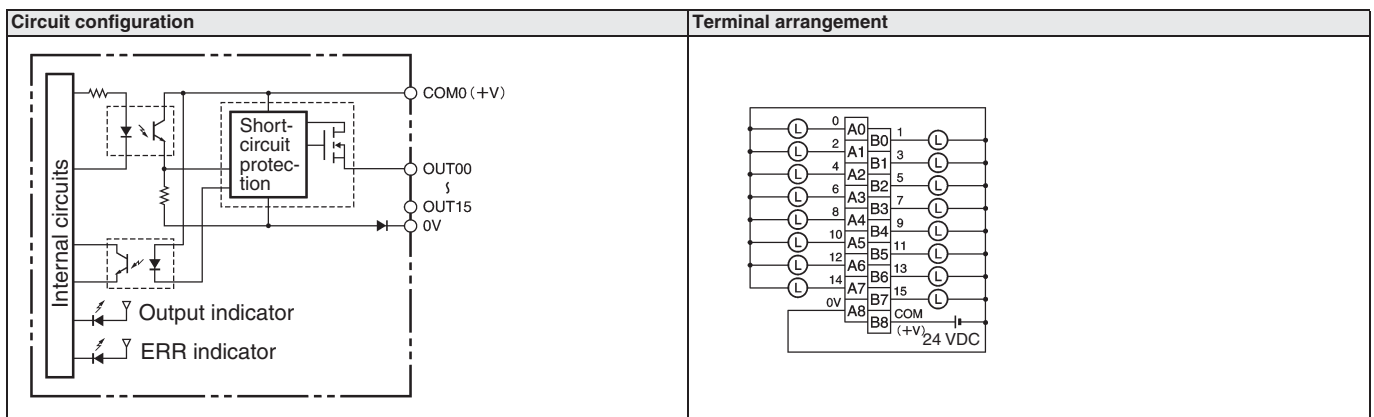 Circuit configuration
Terminal arrangement
Internal circuits
Short-
circuit
protec-
tion
COM0 (+V)
OUT00
OUT15
0V
Output indicator
ERR indicator
L 0 A0 B0 1 L
L 2 A1 B1 3 L
L 4 A2 B2 5 L
L 6 A3 B3 7 L
L 8 A4 B4 9 L
L 10 A5 B5 11 L
L 12 A6 B6 13 L
L 14 A7 B7 15 L
0V A8 B8 COM
(+V)
24 VDC